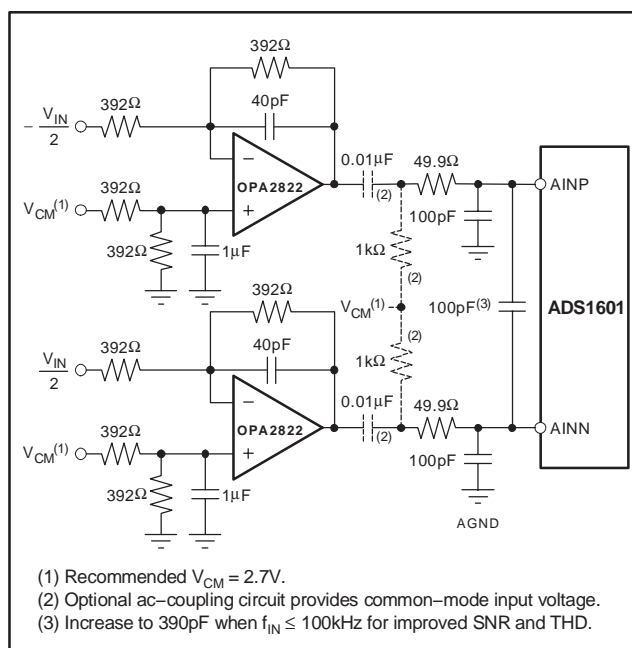 392Ω
40pF
392Ω
− V_IN
2
−
OPA2822
+
0.01µF
(2)
49.9Ω
AINP
392Ω
V_CM(1)
392Ω
1µF
100pF
1kΩ
(2)
V_CM(1)
100pF(3)
ADS1601
392Ω
40pF
392Ω
V_IN
2
−
OPA2822
+
(2)
1kΩ
0.01µF
(2)
49.9Ω
AINN
392Ω
V_CM(1)
392Ω
1µF
100pF
AGND
(1) Recommended V_CM = 2.7V.
(2) Optional ac−coupling circuit provides common−mode input voltage.
(3) Increase to 390pF when f_IN ≤ 100kHz for improved SNR and THD.